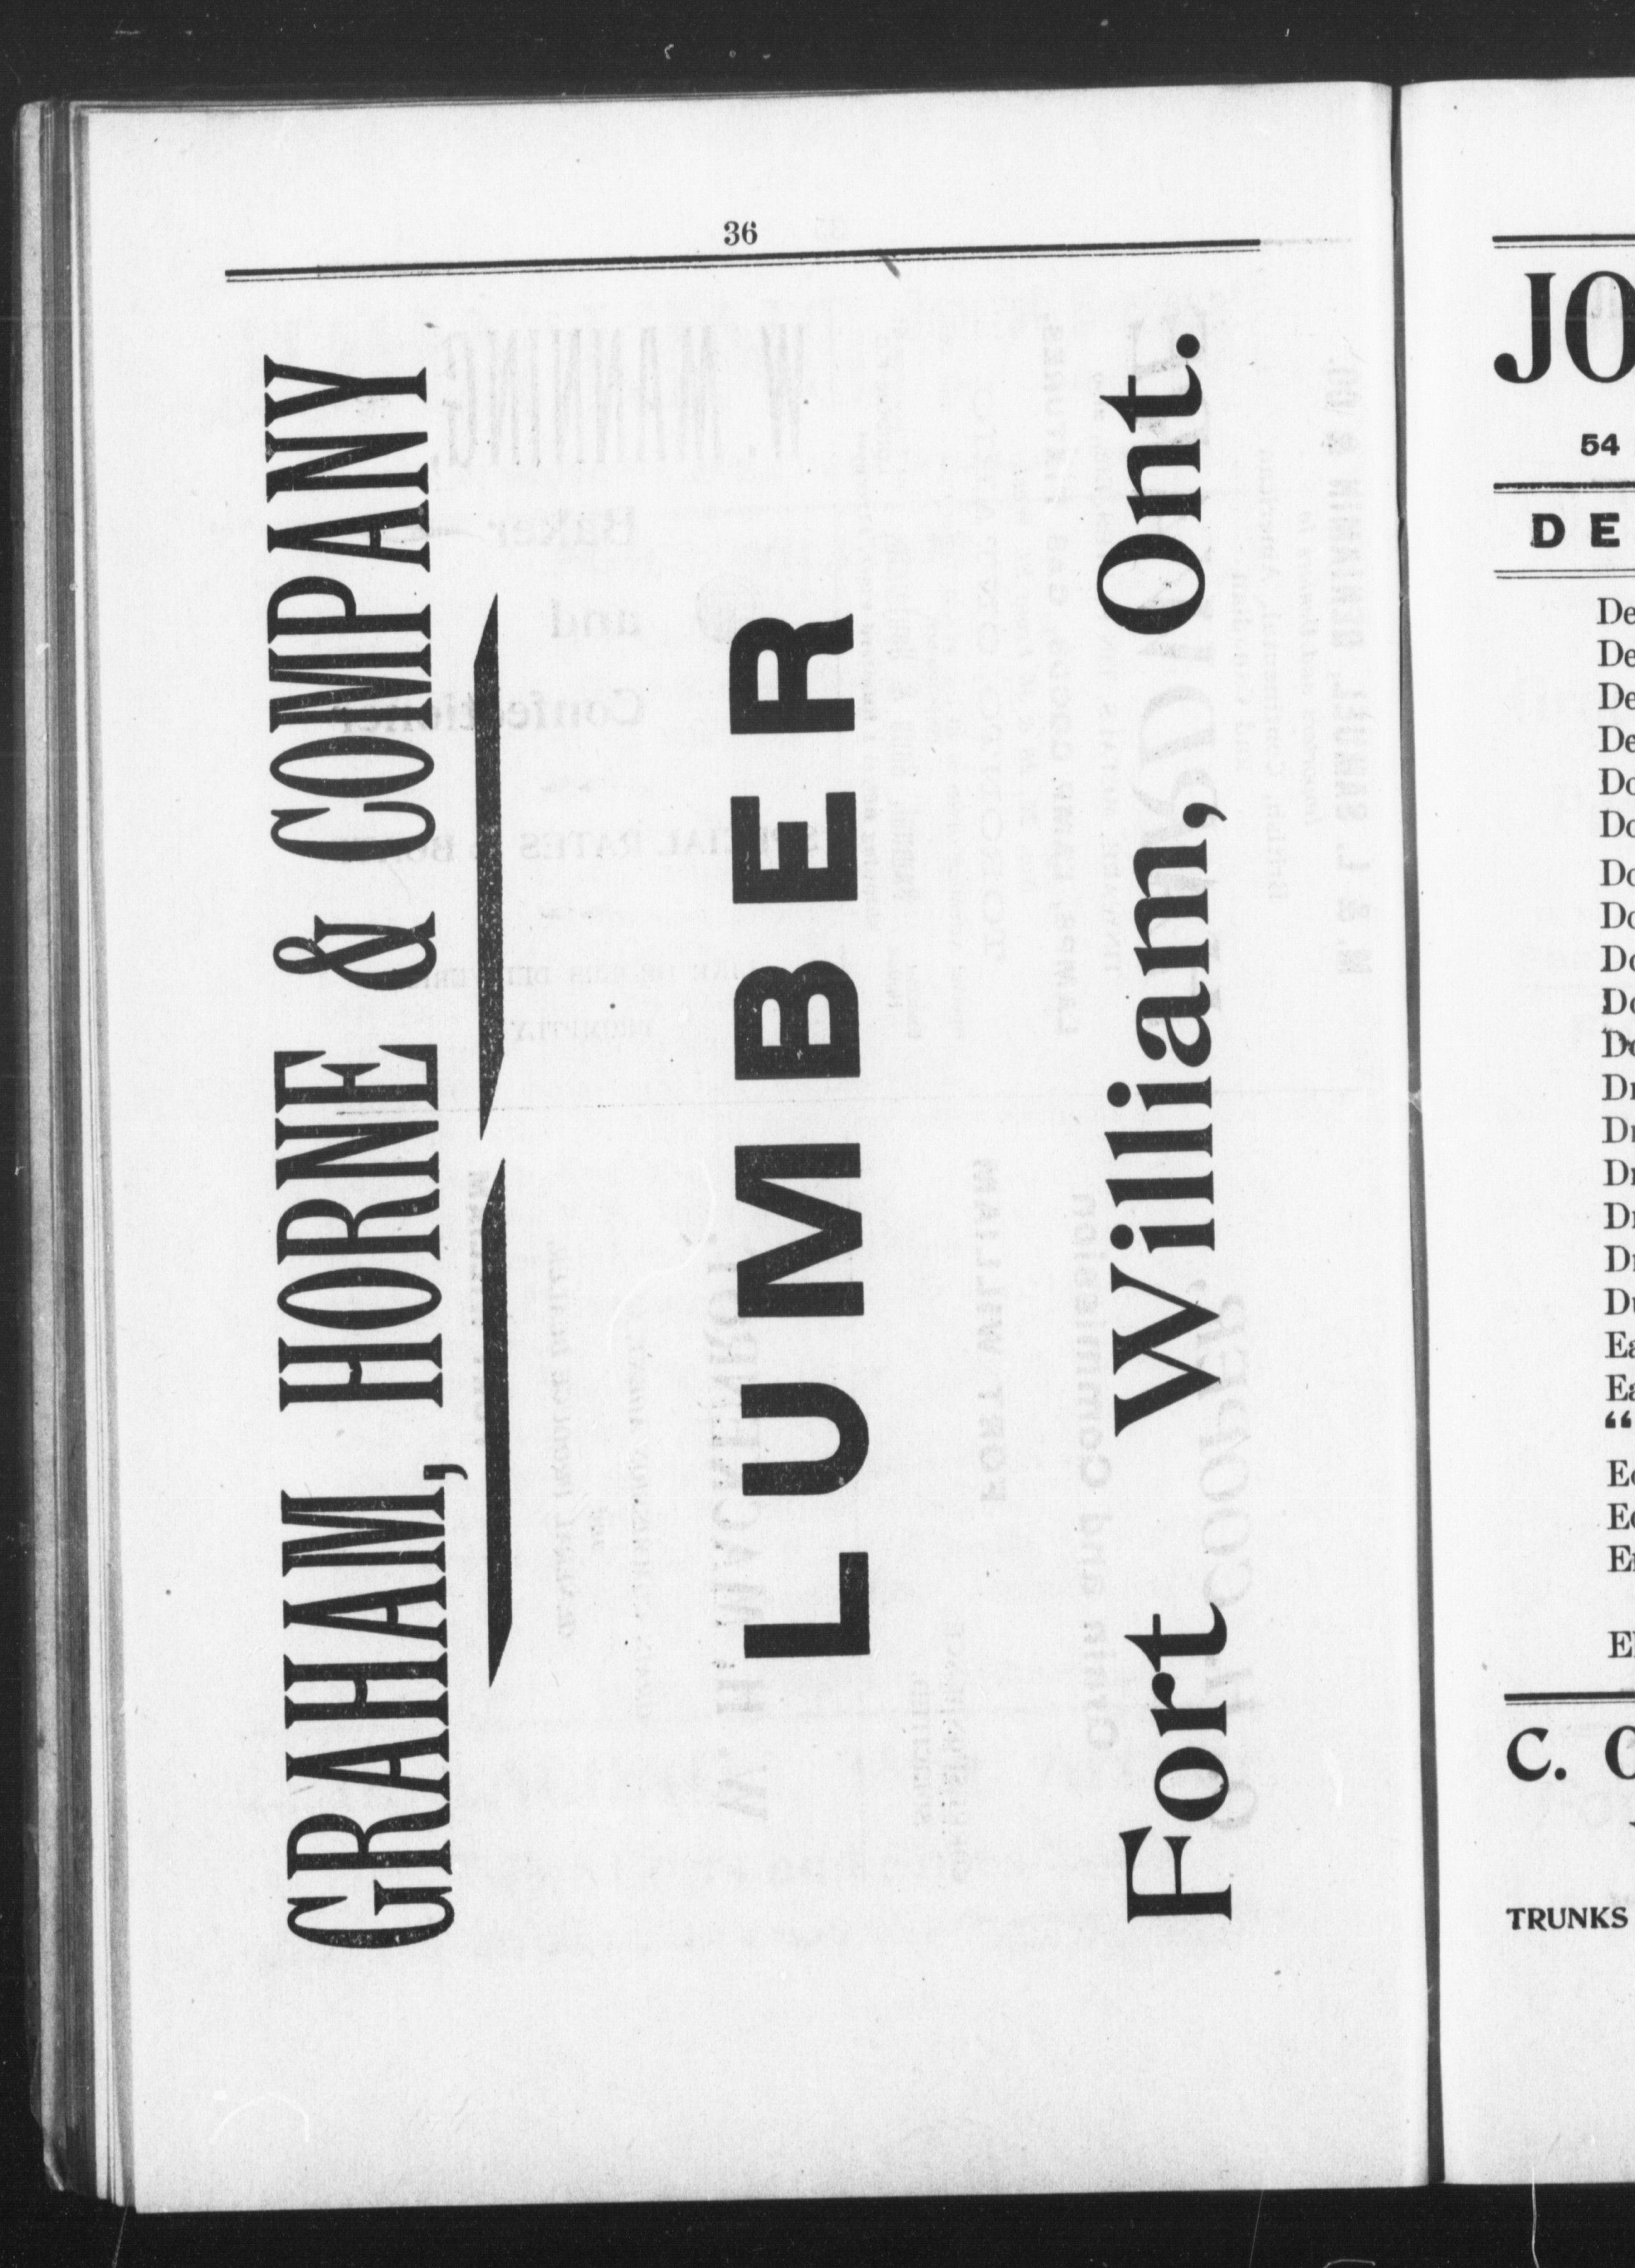 36
GRAHAM, HORNE & COMPANY
LUMBER
Fort William, Ont.
JO
54
DE
De
De
De
De
Do
Do
Do
Do
Do
Do
Do
Dr
Dr
Dr
Dr
Dr
Du
Ea
Ea
“
Ed
Ed
En
El
C. O
TRUNKS